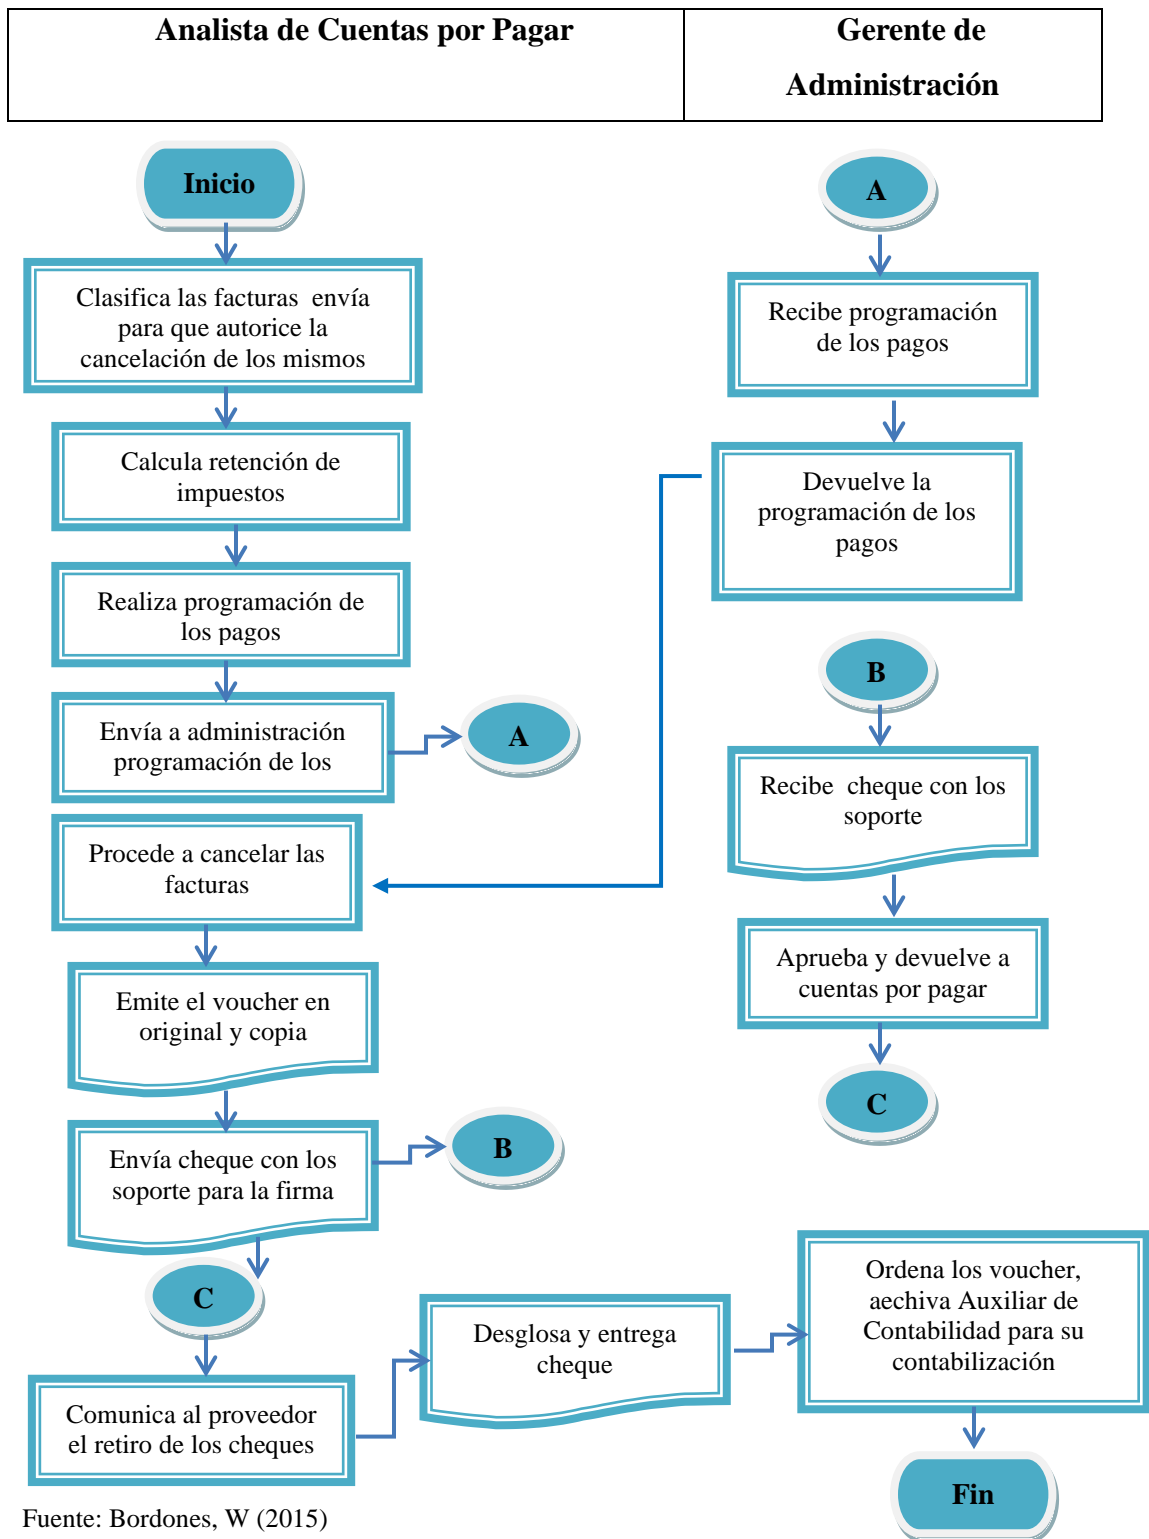 Analista de Cuentas por Pagar
Gerente de
Administración
Inicio
Clasifica las facturas envía
para que autorice la
cancelación de los mismos
Calcula retención de
impuestos
Realiza programación de
los pagos
Envía a administración
programación de los
A
Procede a cancelar las
facturas
Emite el voucher en
original y copia
Envía cheque con los
soporte para la firma
B
C
Comunica al proveedor
el retiro de los cheques
Desglosa y entrega
cheque
A
Recibe programación
de los pagos
Devuelve la
programación de los
pagos
B
Recibe cheque con los
soporte
Aprueba y devuelve a
cuentas por pagar
C
Ordena los voucher,
aechiva Auxiliar de
Contabilidad para su
contabilización
Fin
Fuente: Bordones, W (2015)